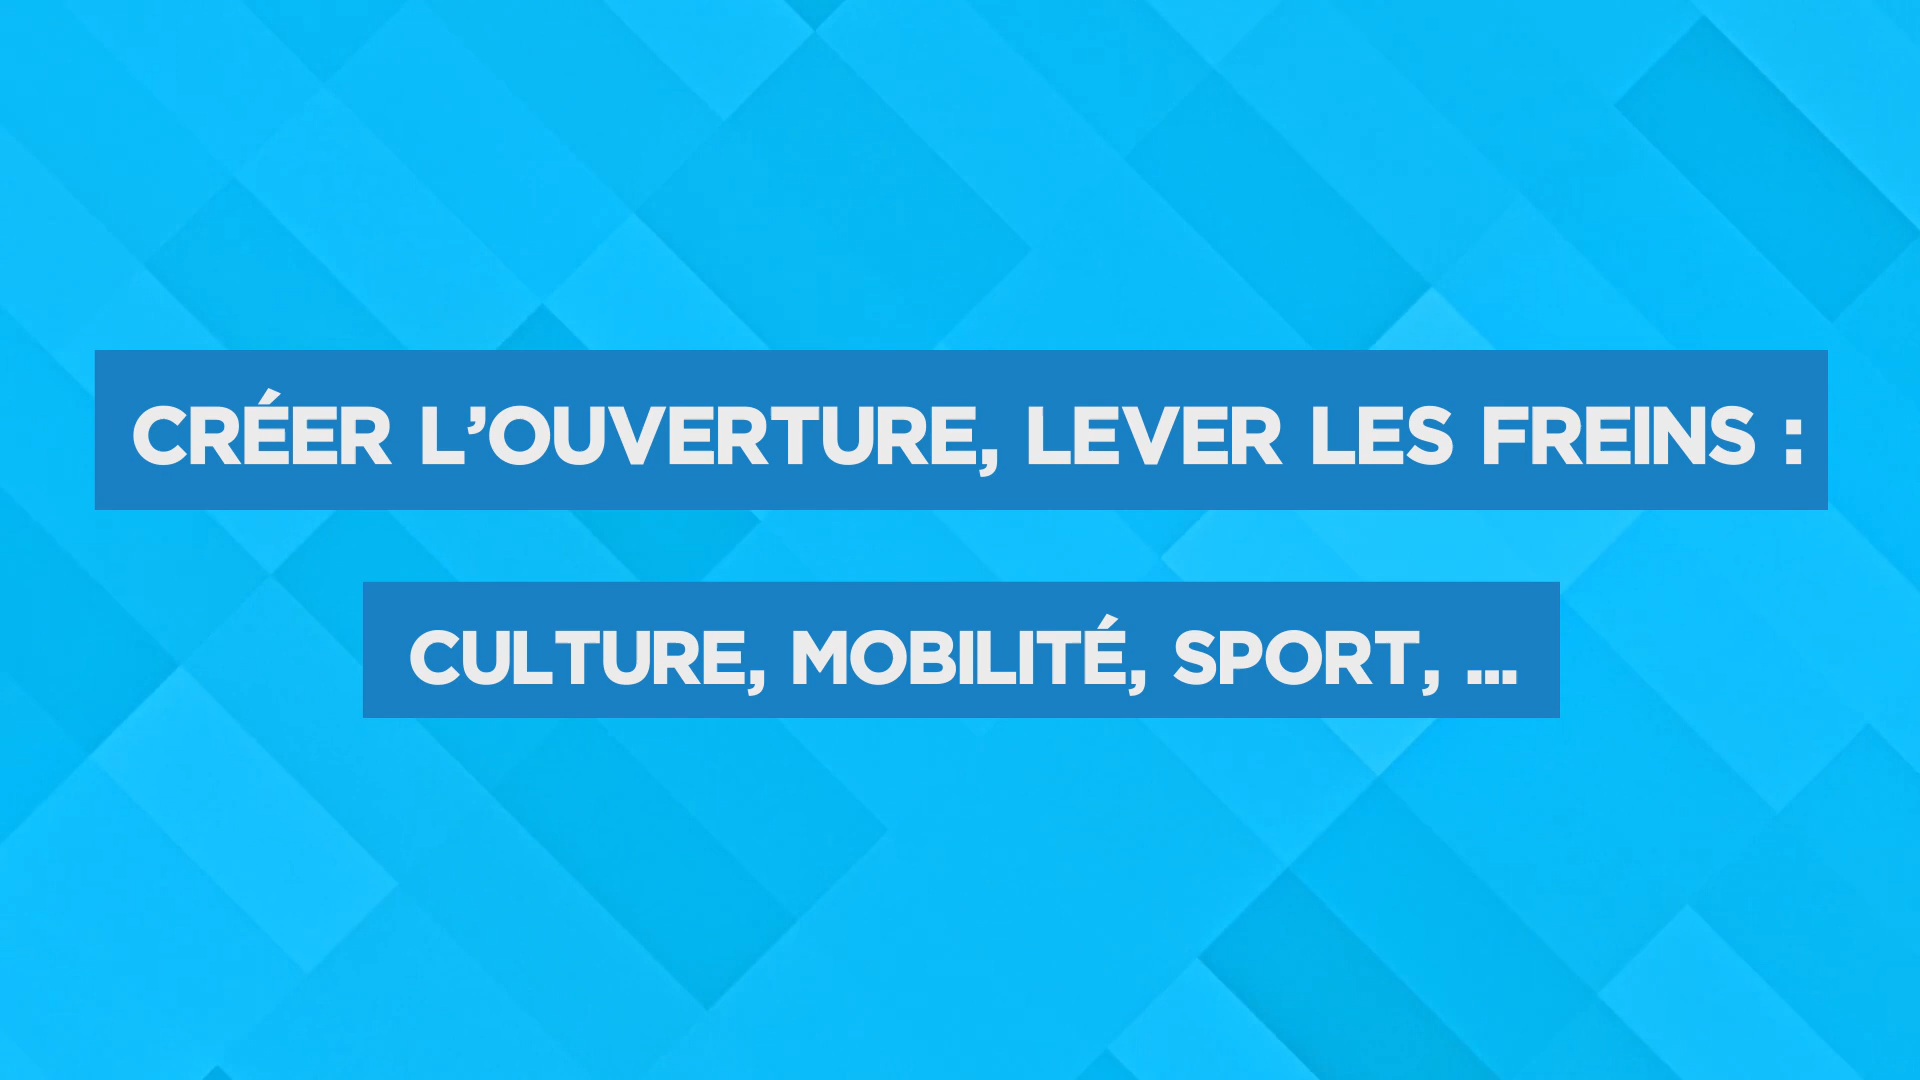 CRÉER L’OUVERTURE, LEVER LES FREINS :
CULTURE, MOBILITÉ, SPORT, ...